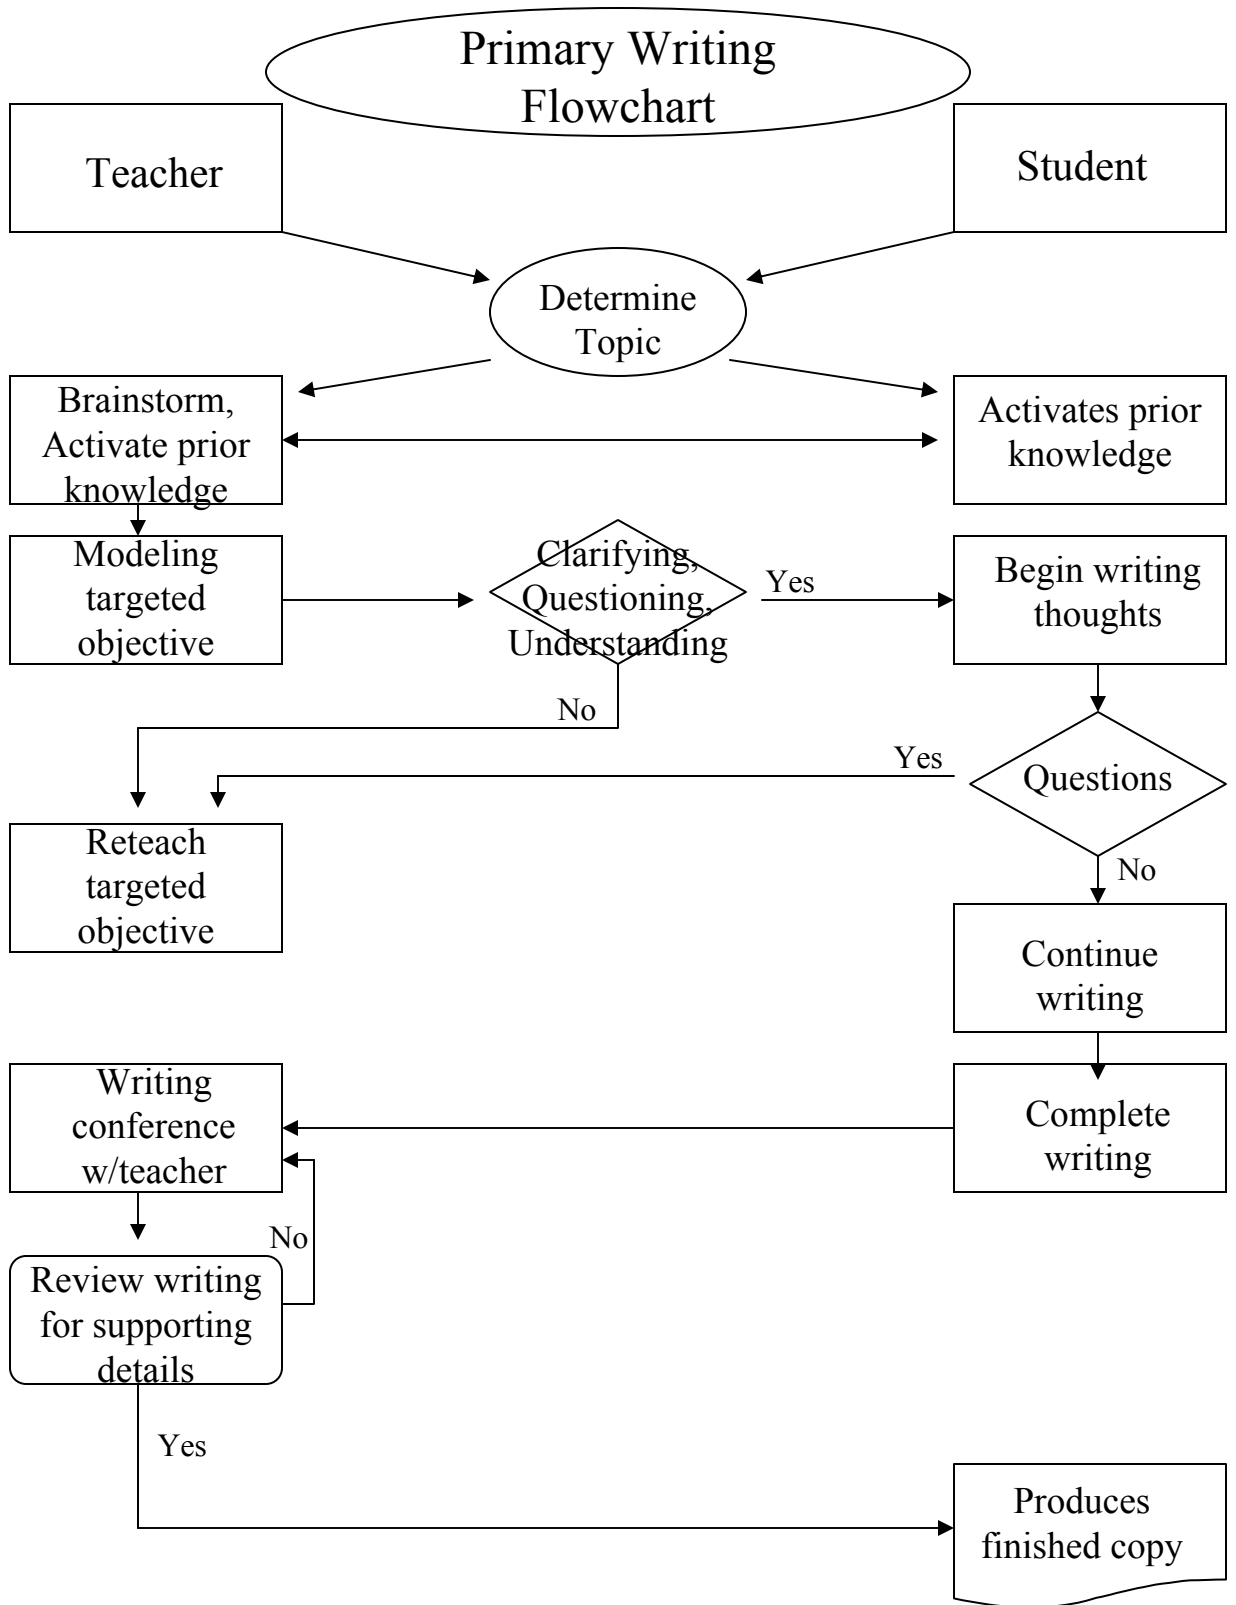 Primary Writing
Flowchart
Teacher
Student
Determine
Topic
Brainstorm,
Activate prior
knowledge
Activates prior
knowledge
Modeling
targeted
objective
Clarifying,
Questioning,
Understanding
Yes
Begin writing
thoughts
No
Yes
Questions
Reteach
targeted
objective
No
Continue
writing
Writing
conference
w/teacher
Complete
writing
No
Review writing
for supporting
details
Yes
Produces
finished copy